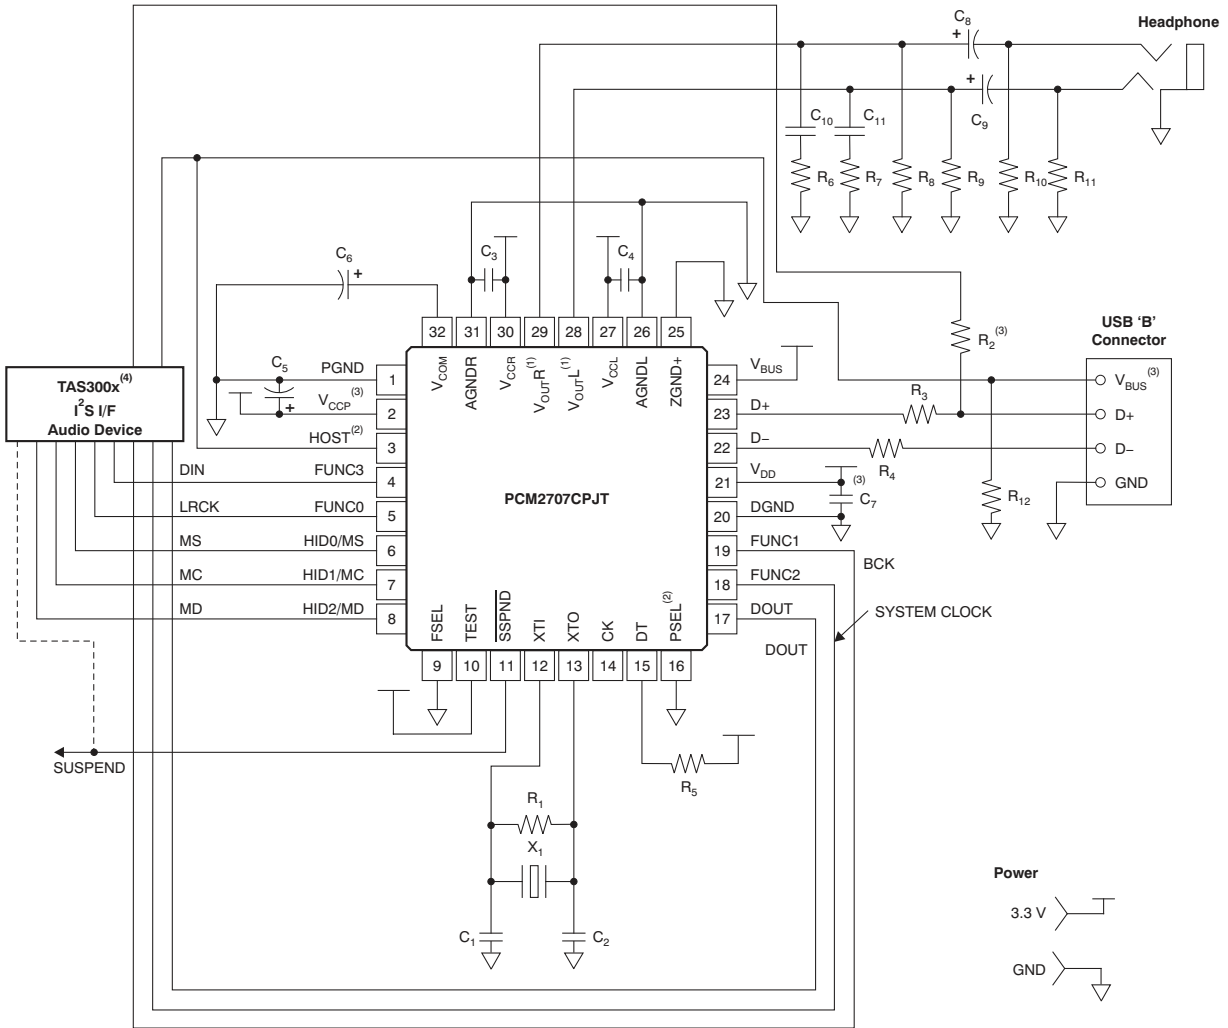 C8
Headphone
C10
C11
C9
R6
R7
R8
R9
R10
R11
C6
C3
C4
32
31
30
29
28
27
26
25
VCOM
AGNDR
VCCR
VOUTR(1)
VOUTL(1)
VCCL
AGNDL
ZGND+
R2(3)
USB ‘B’
Connector
TAS300x(4)
I2S I/F
Audio Device
C5
PGND
1
VCCP(3)
2
HOST(2)
3
DIN
FUNC3
4
LRCK
FUNC0
5
MS
HID0/MS
6
MC
HID1/MC
7
MD
HID2/MD
8
PCM2707CPJT
24
VBUS
23
D+
22
D−
21
VDD
20
DGND
19
FUNC1
18
FUNC2
17
DOUT
R3
R4
(3)
C7
R12
VBUS(3)
D+
D−
GND
BCK
SYSTEM CLOCK
DOUT
FSEL
TEST
SSPND
XTI
XTO
CK
DT
PSEL(2)
9
10
11
12
13
14
15
16
SUSPEND
R5
R1
X1
C1
C2
Power
3.3 V
GND